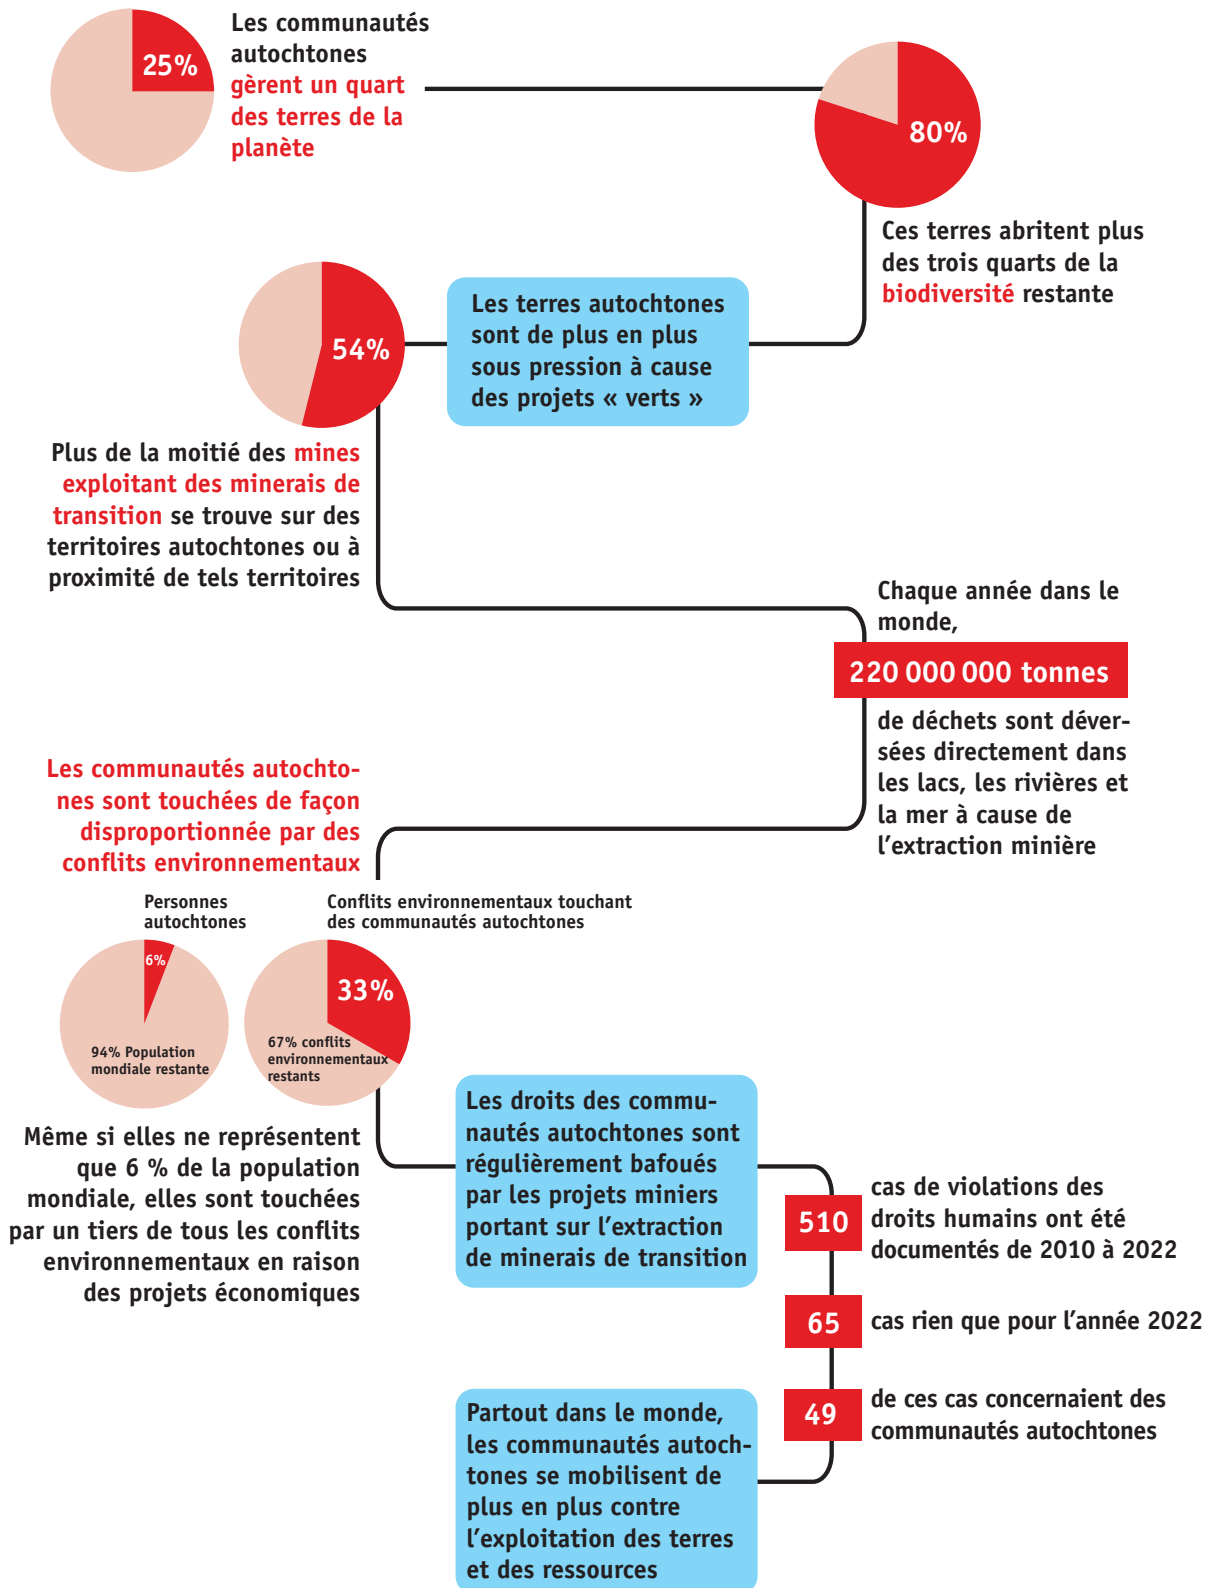 25%
Les communautés
autochtones
gèrent un quart
des terres de la
planète
80%
Ces terres abritent plus
des trois quarts de la
biodiversité restante
Les terres autochtones
sont de plus en plus
sous pression à cause
des projets « verts »
54%
Plus de la moitié des mines
exploitant des minerais de
transition se trouve sur des
territoires autochtones ou à
proximité de tels territoires
Chaque année dans le
monde,
220 000 000 tonnes
de déchets sont déver-
sées directement dans
les lacs, les rivières et
la mer à cause de
l’extraction minière
Les communautés autochto-
nes sont touchées de façon
disproportionnée par des
conflits environnementaux
Personnes
autochtones
6%
94% Population
mondiale restante
Conflits environnementaux touchant
des communautés autochtones
33%
67% conflits
environnementaux
restants
Même si elles ne représentent
que 6 % de la population
mondiale, elles sont touchées
par un tiers de tous les conflits
environnementaux en raison
des projets économiques
Les droits des commu-
nautés autochtones sont
régulièrement bafoués
par les projets miniers
portant sur l’extraction
de minerais de transition
510
cas de violations des
droits humains ont été
documentés de 2010 à 2022
65
cas rien que pour l’année 2022
49
de ces cas concernaient des
communautés autochtones
Partout dans le monde,
les communautés autoch-
tones se mobilisent de
plus en plus contre
l’exploitation des terres
et des ressources